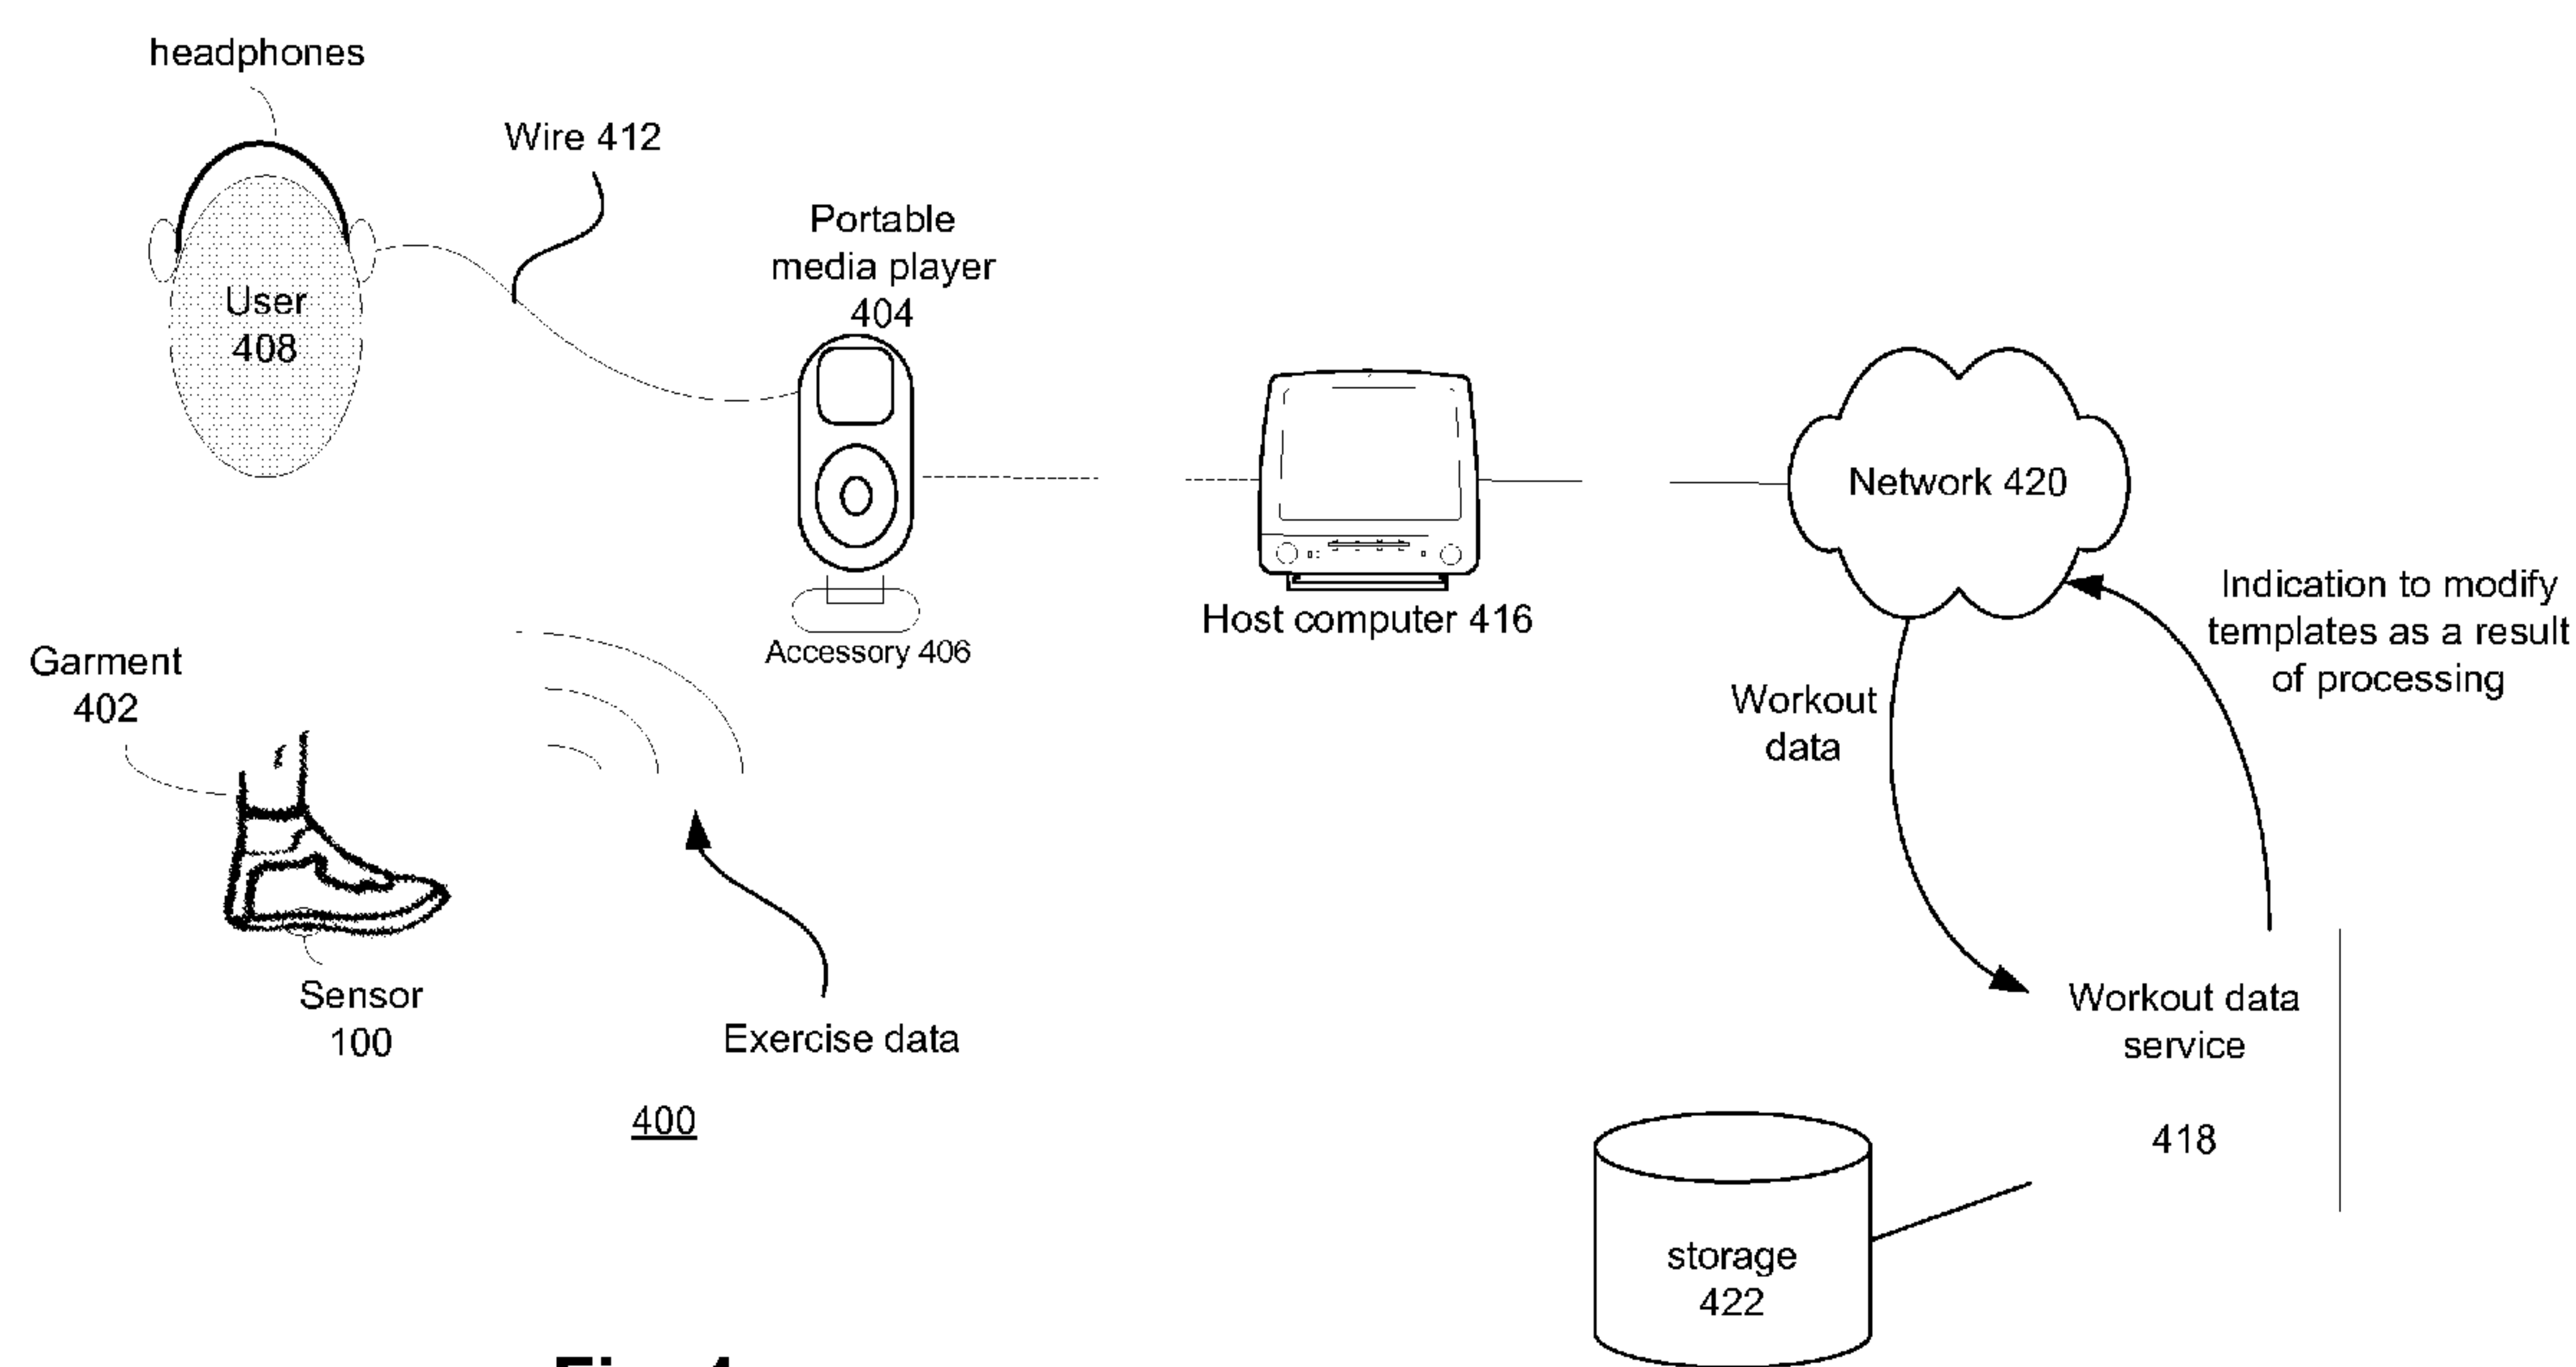 headphones
Wire 412
Portable
media player
404
User
408
Network 420
Indication to modify
templates as a result
of processing
Host computer 416
Accessory 406
Garment
402
Workout
data
Sensor
100
Exercise data
Workout data
service
418
400
storage
422